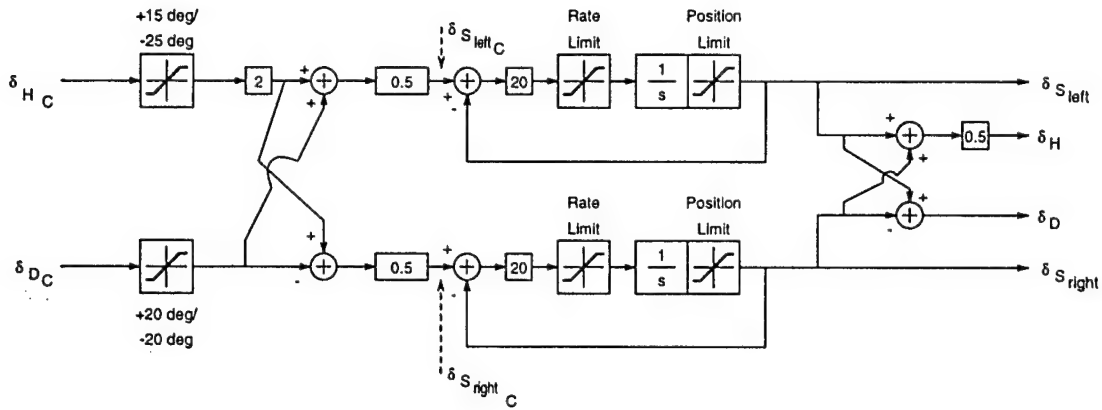 +15 deg/
-25 deg
δ H C
2
+
+
0.5
δ S left C
+
-
20
Rate
Limit
1
s
Position
Limit
δ S left
+
+
0.5
δ H
δ D C
+20 deg/
-20 deg
+
-
0.5
δ S right C
+
-
20
Rate
Limit
1
s
Position
Limit
+
-
δ D
δ S right